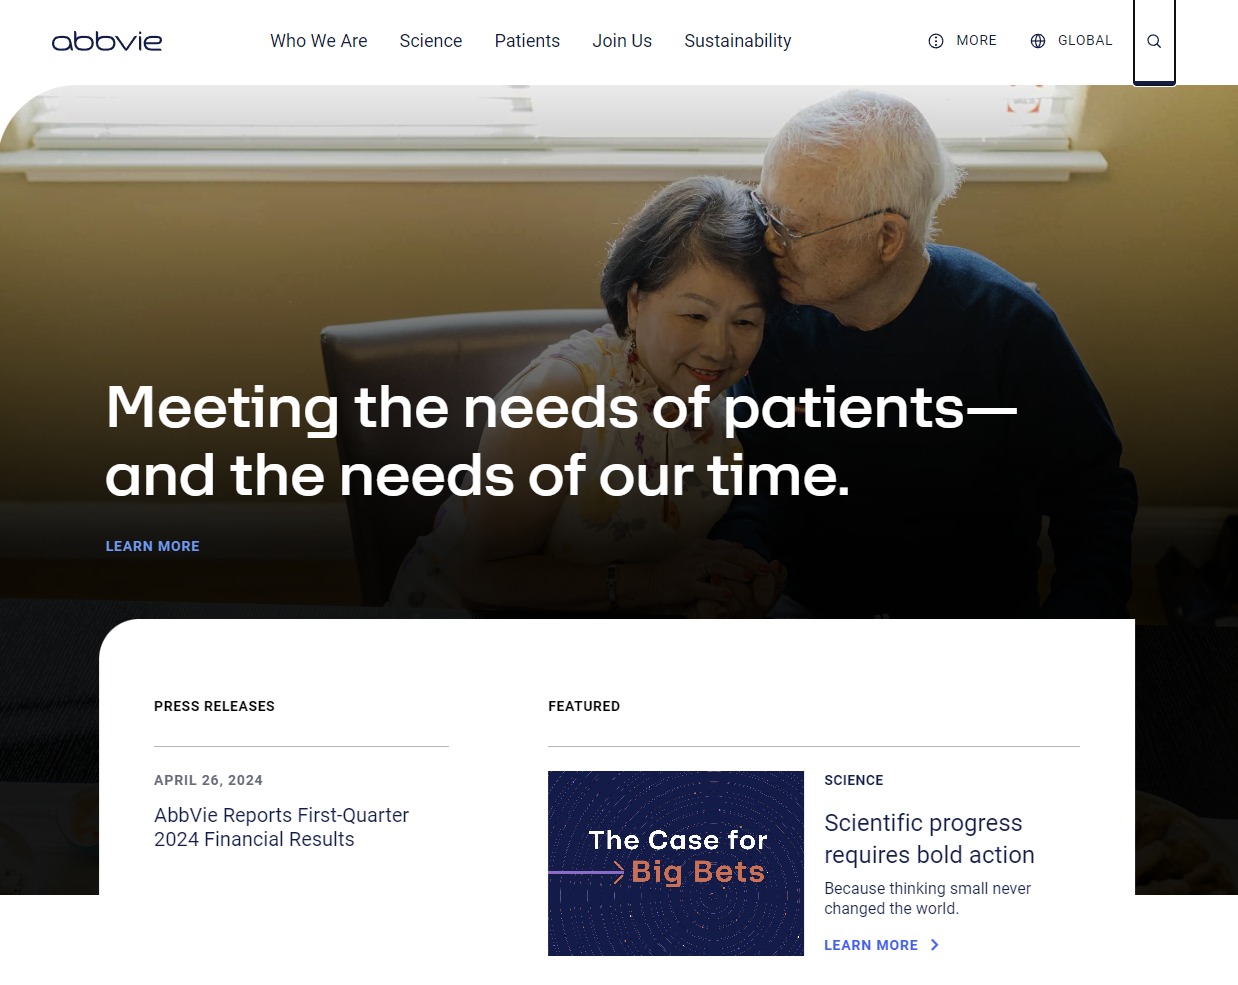 abbvie
Who We Are
Science
Patients
Join Us
Sustainability
MORE
GLOBAL
Meeting the needs of patients—
and the needs of our time.
LEARN MORE
PRESS RELEASES
APRIL 26, 2024
AbbVie Reports First-Quarter
2024 Financial Results
FEATURED
The Case for
Big Bets
SCIENCE
Scientific progress
requires bold action
Because thinking small never
changed the world.
LEARN MORE